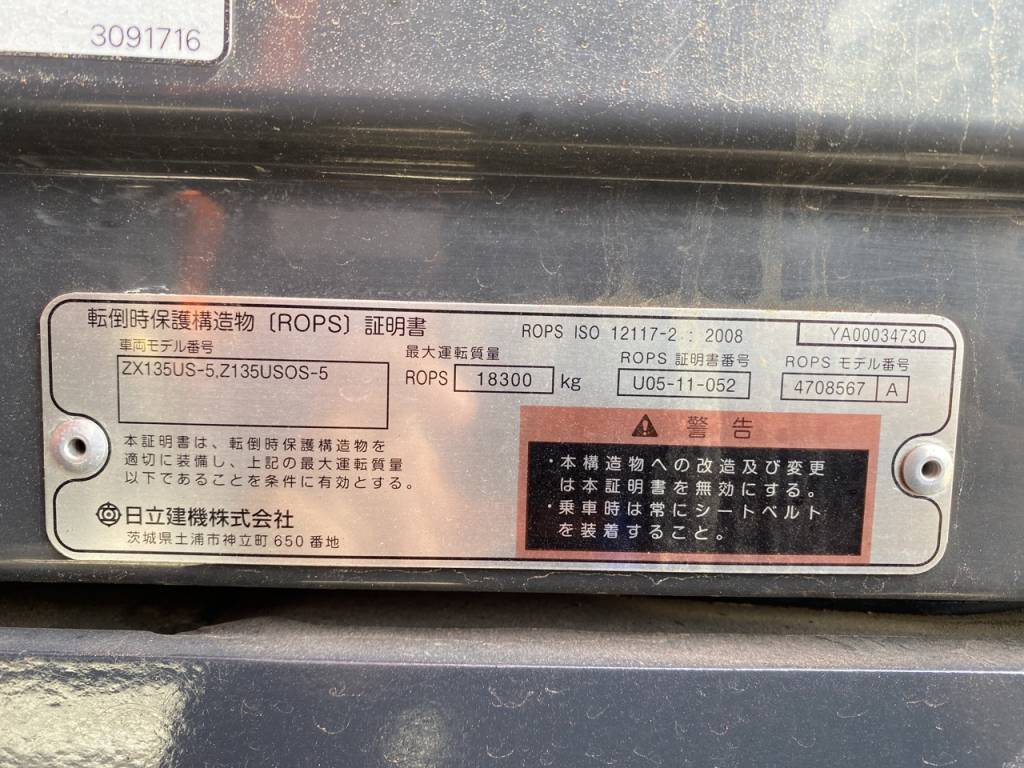 3091716
転倒時保護構造物〔ROPS〕証明書
ROPS ISO 12117-2 : 2008
YA00034730
車両モデル番号
ZX135US-5,Z135USOS-5
最大運転質量
ROPS 18300 kg
ROPS 証明書番号
U05-11-052
ROPS モデル番号
4708567 A
本証明書は、転倒時保護構造物を
適切に装備し、上記の最大運転質量
以下であることを条件に有効とする。
日立建機株式会社
茨城県土浦市神立町 650 番地
警告
・本構造物への改造及び変更
は本証明書を無効にする。
・乗車時は常にシートベルト
を装着すること。